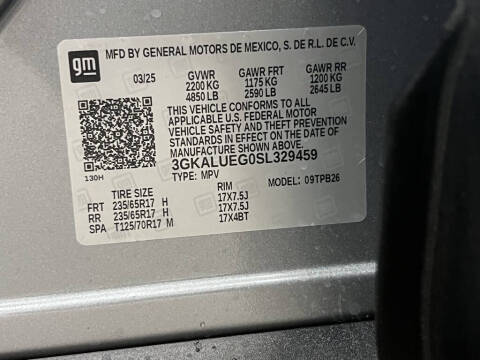 gm
MFD BY GENERAL MOTORS DE MEXICO, S. DE R.L. DE C.V.
03/25 GVWR GAWR FRT GAWR RR
2200 KG 1175 KG 1200 KG
4850 LB 2590 LB 2645 LB
THIS VEHICLE CONFORMS TO ALL
APPLICABLE U.S. FEDERAL MOTOR
VEHICLE SAFETY AND THEFT PREVENTION
STANDARDS IN EFFECT ON THE DATE OF
MANUFACTURE SHOWN ABOVE.
3GKALUEG0SL329459
130H TYPE: MPV MODEL: 09TPB26
TIRE SIZE RIM
FRT 235/65R17 H 17X7.5J
RR 235/65R17 H 17X7.5J
SPA T125/70R17 M 17X4BT